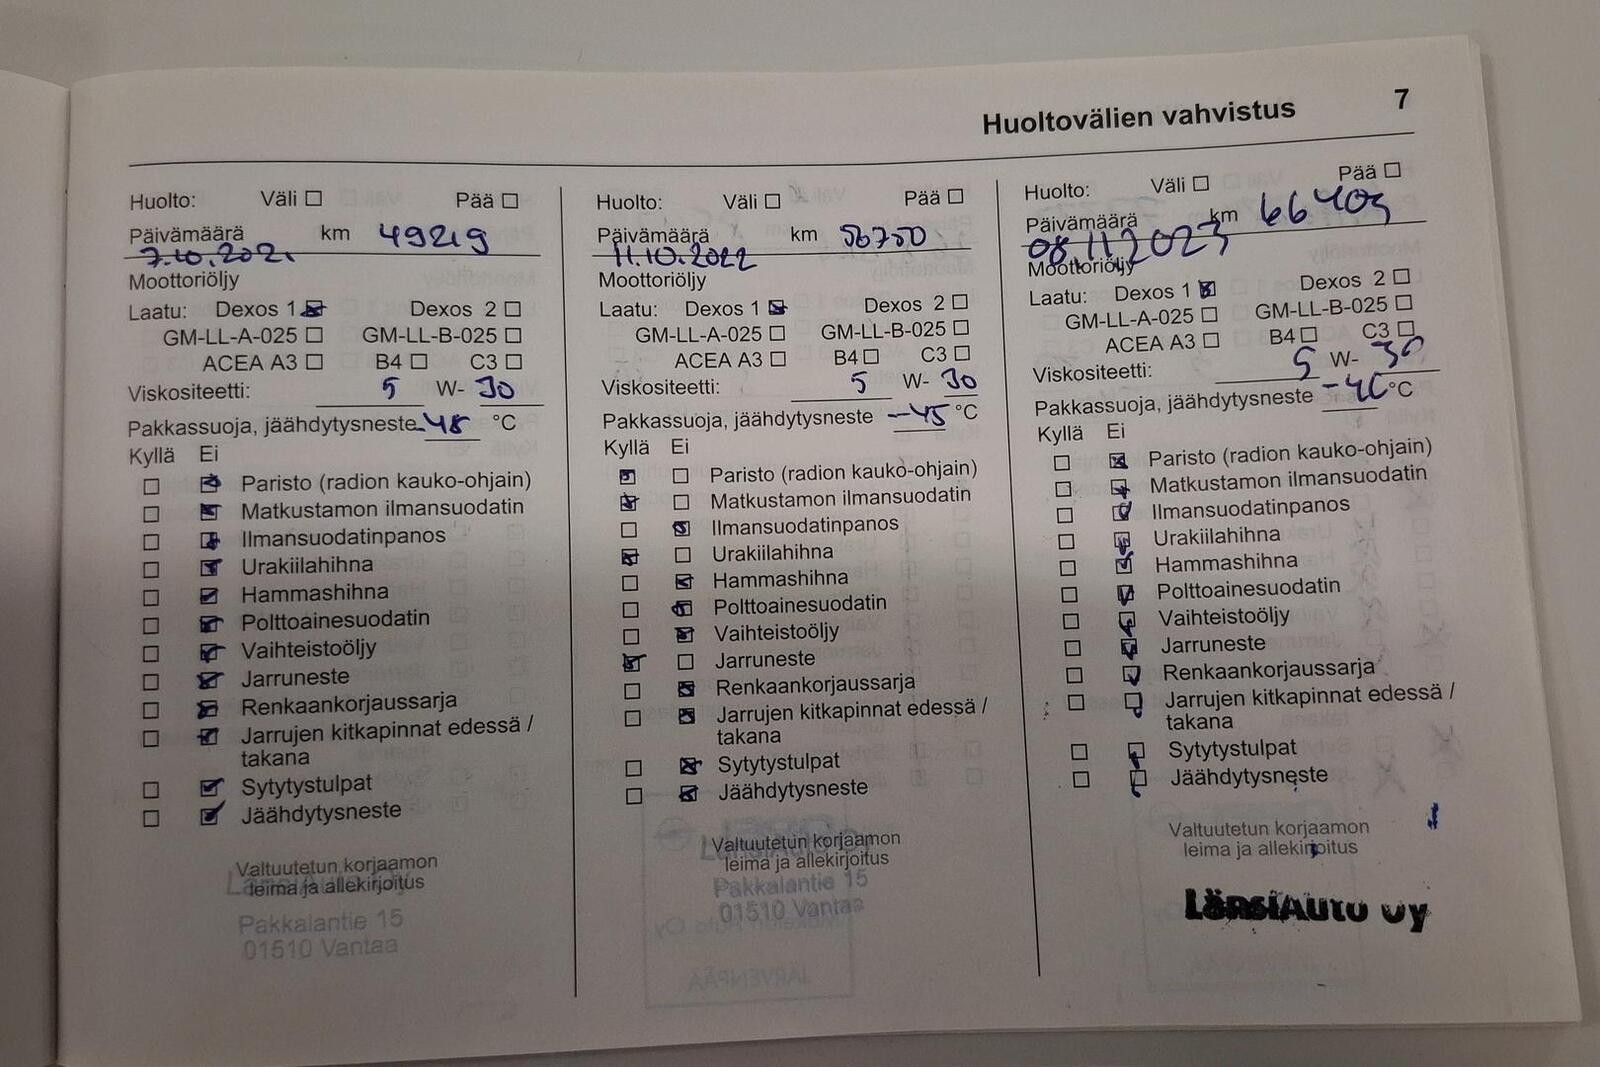 Huoltovälien vahvistus 7
Huolto: Väli ☐ Pää ☐
Päivämäärä km 49219
7.10.2021
Moottoriöljy
Laatu: Dexos 1 ☒ Dexos 2 ☐
GM-LL-A-025 ☐ GM-LL-B-025 ☐
ACEA A3 ☐ B4 ☐ C3 ☐
Viskositeetti: 5 W- 30
Pakkassuoja, jäähdytysneste -48 °C
Kyllä Ei
☐ ☒ Paristo (radion kauko-ohjain)
☐ ☒ Matkustamon ilmansuodatin
☐ ☒ Ilmansuodatinpanos
☐ ☒ Urakiilahihna
☐ ☒ Hammashihna
☐ ☒ Polttoainesuodatin
☐ ☒ Vaihteistoöljy
☐ ☒ Jarruneste
☐ ☒ Renkaankorjaussarja
☐ ☒ Jarrujen kitkapinnat edessä /
takana
☐ ☒ Sytytystulpat
☐ ☒ Jäähdytysneste
Valtuutetun korjaamon
leima ja allekirjoitus
LänsiAuto Oy
Pakkalantie 15
01510 Vantaa
Huolto: Väli ☐ Pää ☐
Päivämäärä km 56750
11.10.2022
Moottoriöljy
Laatu: Dexos 1 ☒ Dexos 2 ☐
GM-LL-A-025 ☐ GM-LL-B-025 ☐
ACEA A3 ☐ B4 ☐ C3 ☐
Viskositeetti: 5 W- 30
Pakkassuoja, jäähdytysneste -45 °C
Kyllä Ei
☒ ☐ Paristo (radion kauko-ohjain)
☒ ☐ Matkustamon ilmansuodatin
☐ ☒ Ilmansuodatinpanos
☒ ☐ Urakiilahihna
☐ ☒ Hammashihna
☐ ☒ Polttoainesuodatin
☐ ☒ Vaihteistoöljy
☒ ☐ Jarruneste
☐ ☒ Renkaankorjaussarja
☐ ☒ Jarrujen kitkapinnat edessä /
takana
☐ ☒ Sytytystulpat
☐ ☒ Jäähdytysneste
Valtuutetun korjaamon
leima ja allekirjoitus
Pakkalantie 15
01510 Vantaa
Huolto: Väli ☐ Pää ☐
Päivämäärä km 66409
08.11.2023
Moottoriöljy
Laatu: Dexos 1 ☒ Dexos 2 ☐
GM-LL-A-025 ☐ GM-LL-B-025 ☐
ACEA A3 ☐ B4 ☐ C3 ☐
Viskositeetti: 5 W- 30
Pakkassuoja, jäähdytysneste °C
Kyllä Ei
☐ ☒ Paristo (radion kauko-ohjain)
☐ ☒ Matkustamon ilmansuodatin
☐ ☒ Ilmansuodatinpanos
☐ ☒ Urakiilahihna
☐ ☒ Hammashihna
☐ ☒ Polttoainesuodatin
☐ ☒ Vaihteistoöljy
☐ ☒ Jarruneste
☐ ☒ Renkaankorjaussarja
☐ ☒ Jarrujen kitkapinnat edessä /
takana
☐ ☒ Sytytystulpat
☐ ☒ Jäähdytysneste
Valtuutetun korjaamon
leima ja allekirjoitus
LänsiAuto Oy